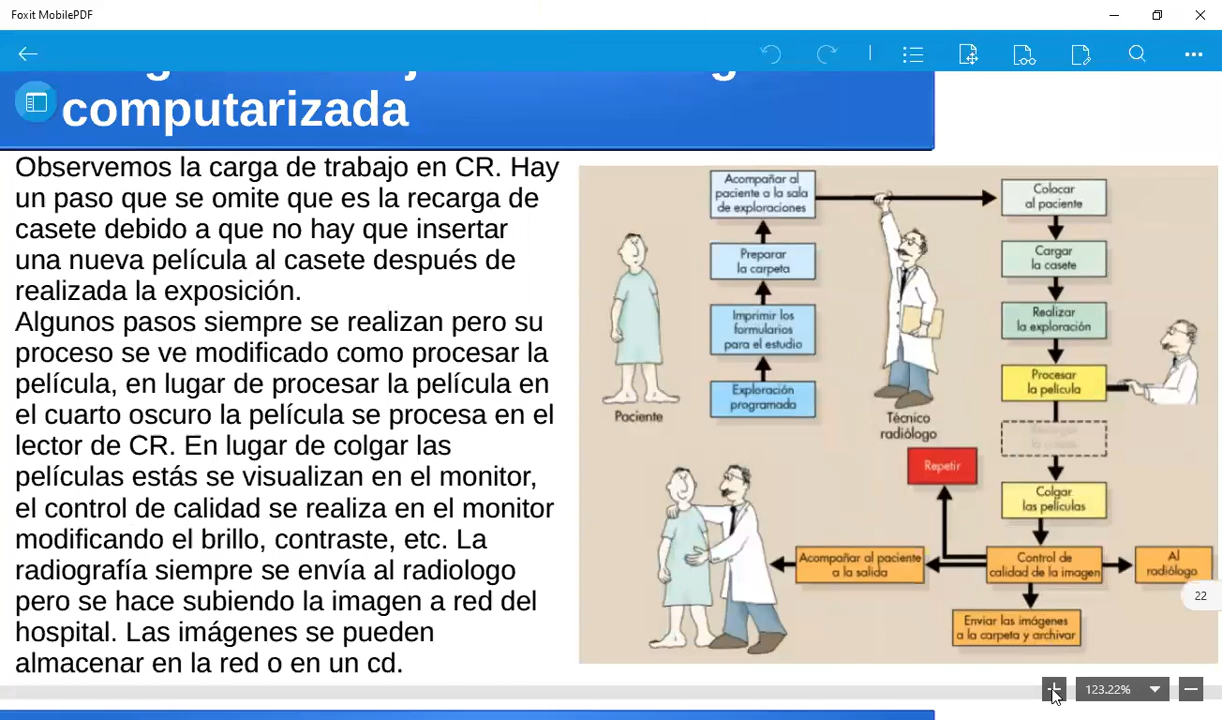 Foxit MobilePDF
computarizada
Observemos la carga de trabajo en CR. Hay
un paso que se omite que es la recarga de
casete debido a que no hay que insertar
una nueva película al casete después de
realizada la exposición.
Algunos pasos siempre se realizan pero su
proceso se ve modificado como procesar la
película, en lugar de procesar la película en
el cuarto oscuro la película se procesa en el
lector de CR. En lugar de colgar las
películas estás se visualizan en el monitor,
el control de calidad se realiza en el monitor
modificando el brillo, contraste, etc. La
radiografía siempre se envía al radiologo
pero se hace subiendo la imagen a red del
hospital. Las imágenes se pueden
almacenar en la red o en un cd.
Acompañar al
paciente a la sala
de exploraciones
Preparar
la carpeta
Imprimir los
formularios
para el estudio
Exploración
programada
Paciente
Técnico
radiólogo
Colocar
al paciente
Cargar
la casete
Realizar
la exploración
Procesar
la película
Colgar
las películas
Repetir
Control de
calidad de la imagen
Al
radiólogo
Acompañar al paciente
a la salida
Enviar las imágenes
a la carpeta y archivar
22
123.22%